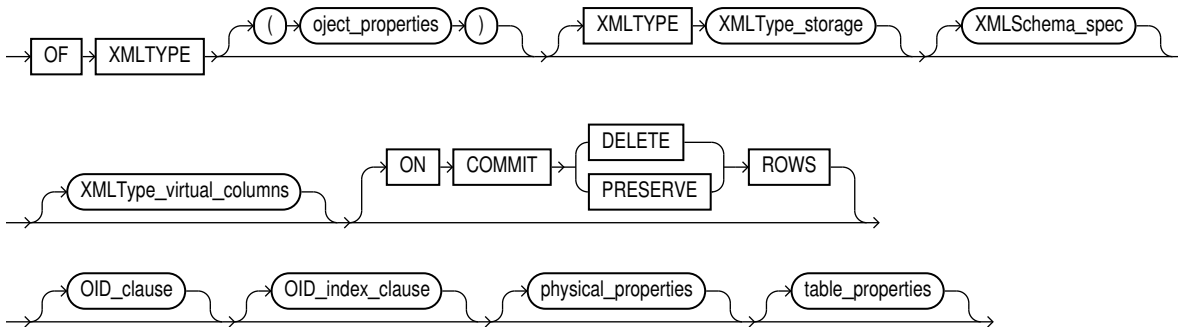 ( oject_properties ) XMLTYPE XMLType_storage XMLSchema_spec
OF XMLTYPE
DELETE
XMLType_virtual_columns ON COMMIT ROWS
PRESERVE
OID_clause OID_index_clause physical_properties table_properties